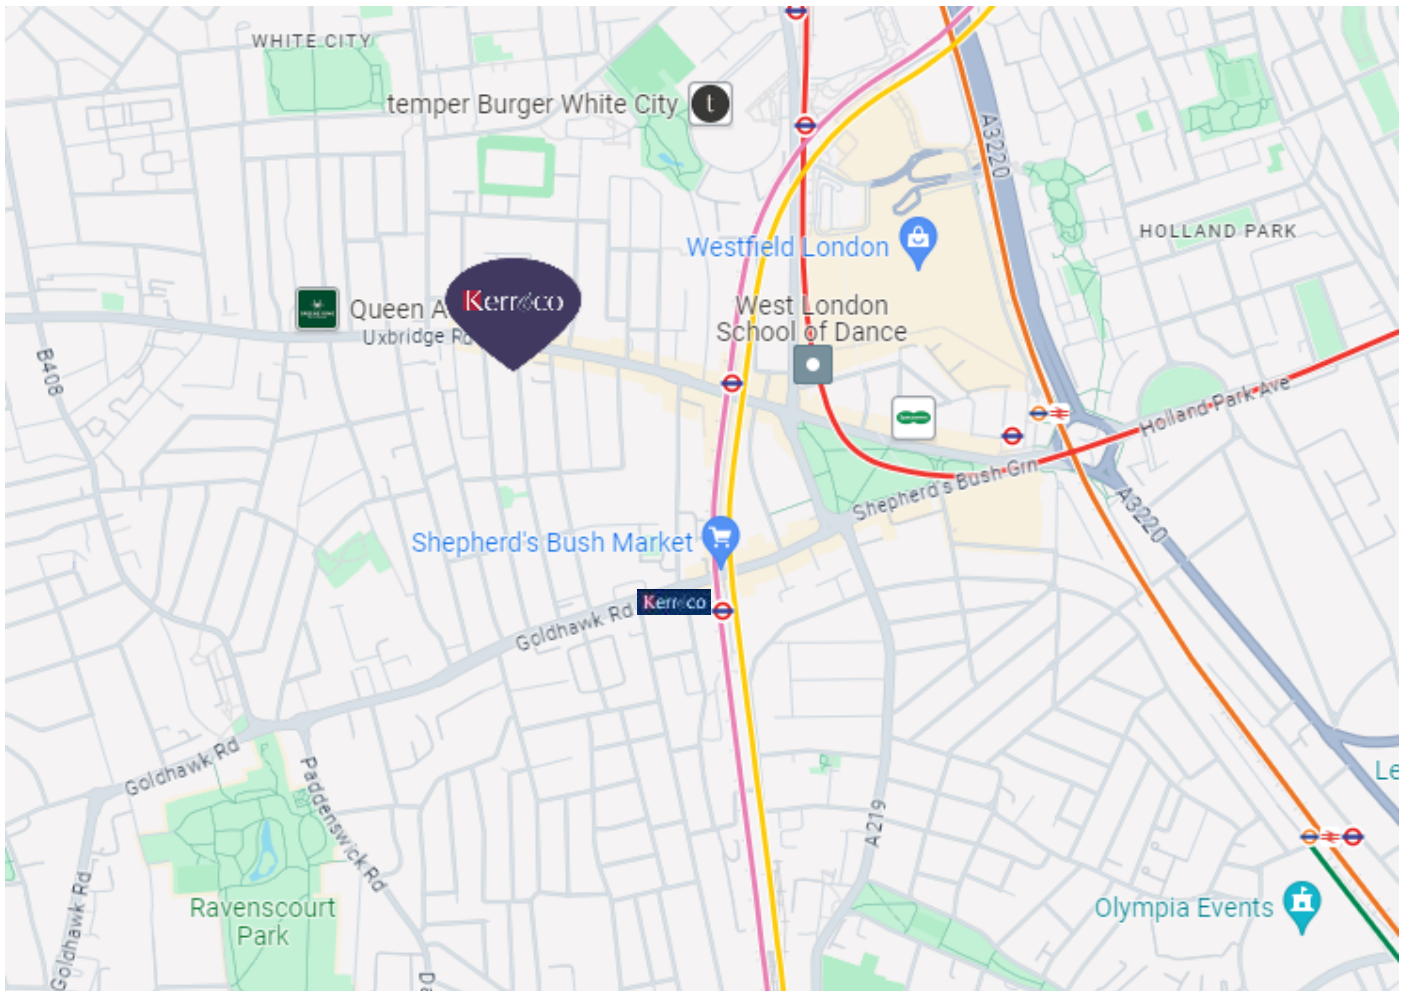 WHITE CITY
temper Burger White City
t
A3220
HOLLAND PARK
Westfield London
Kerr&co
Queen A
Uxbridge Rd
West London
School of Dance
B408
Holland Park Ave
Shepherd's Bush Grn
A3220
Shepherd's Bush Market
Kerr&co
Goldhawk Rd
Goldhawk Rd
Paddenswick Rd
Le
A219
Goldhawk Rd
Ravenscourt
Park
Olympia Events
Da